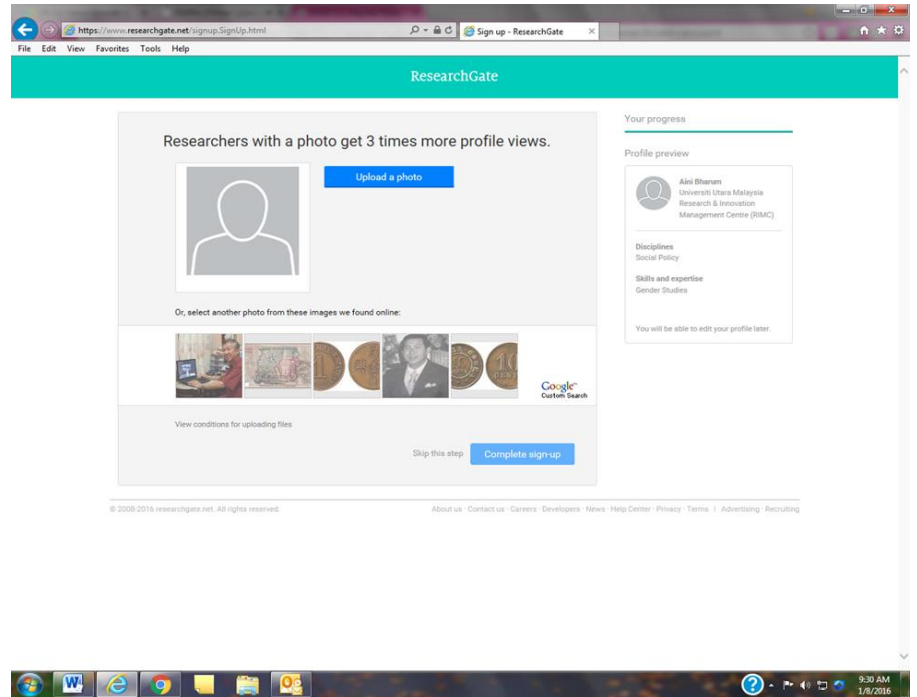 https://www.researchgate.net/signup.SignUp.html
Sign up - ResearchGate
File Edit View Favorites Tools Help
ResearchGate
Researchers with a photo get 3 times more profile views.
Upload a photo
Or, select another photo from these images we found online:
Google™
Custom Search
View conditions for uploading files
Skip this step
Complete sign-up
Your progress
Profile preview
Aini Bharum
Universiti Utara Malaysia
Research & Innovation
Management Centre (RIMC)
Disciplines
Social Policy
Skills and expertise
Gender Studies
You will be able to edit your profile later.
© 2008-2016 researchgate.net. All rights reserved.
About us · Contact us · Careers · Developers · News · Help Center · Privacy · Terms | Advertising · Recruiting
9:30 AM
1/8/2016